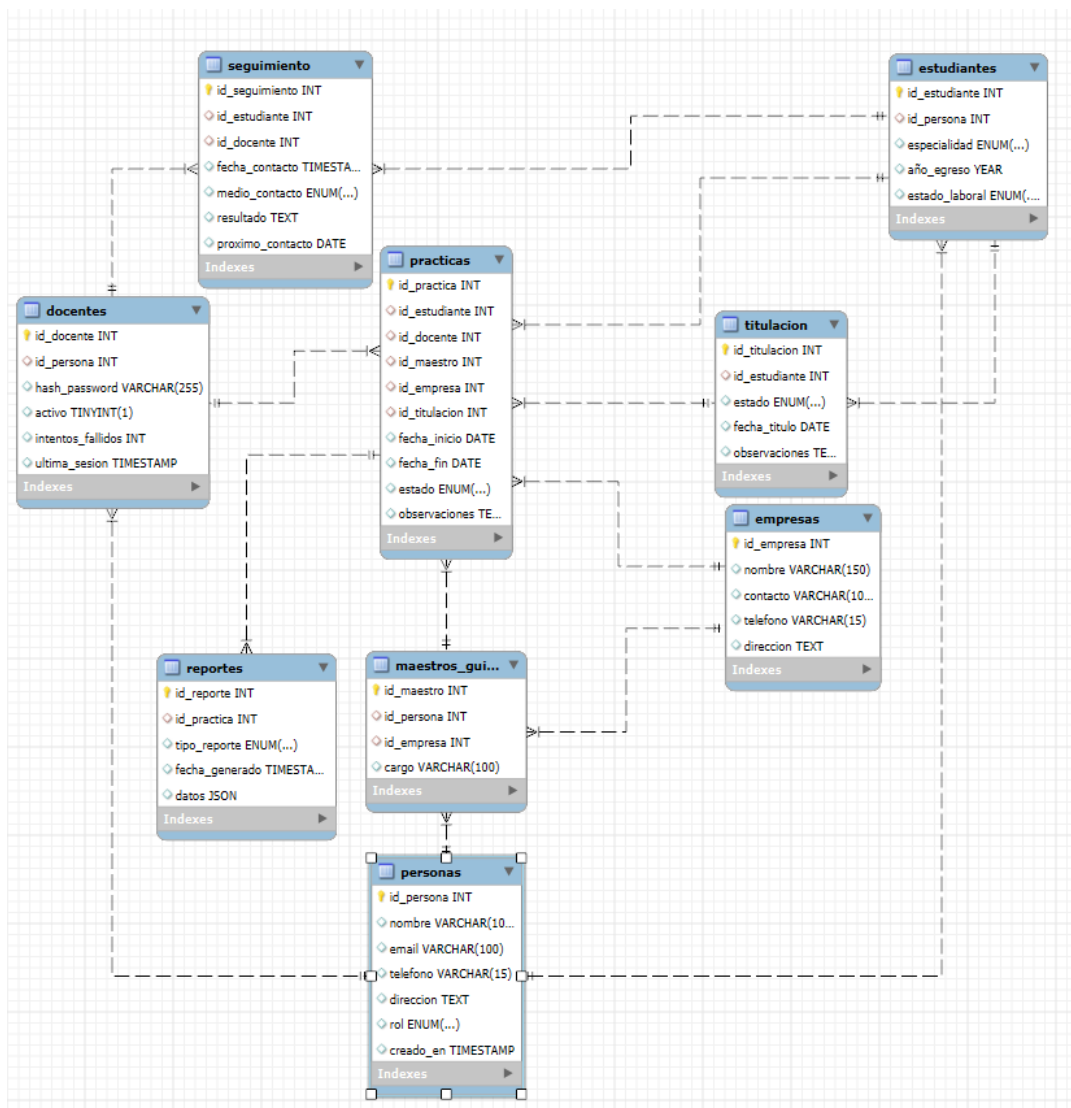 seguimiento
id_seguimiento INT
id_estudiante INT
id_docente INT
fecha_contacto TIMESTA...
medio_contacto ENUM(...)
resultado TEXT
proximo_contacto DATE
Indexes
estudiantes
id_estudiante INT
id_persona INT
especialidad ENUM(...)
año_egreso YEAR
estado_laboral ENUM(....
Indexes
practicas
id_practica INT
id_estudiante INT
id_docente INT
id_maestro INT
id_empresa INT
id_titulacion INT
fecha_inicio DATE
fecha_fin DATE
estado ENUM(...)
observaciones TE...
Indexes
docentes
id_docente INT
id_persona INT
hash_password VARCHAR(255)
activo TINYINT(1)
intentos_fallidos INT
ultima_sesion TIMESTAMP
Indexes
titulacion
id_titulacion INT
id_estudiante INT
estado ENUM(...)
fecha_titulo DATE
observaciones TE...
Indexes
empresas
id_empresa INT
nombre VARCHAR(150)
contacto VARCHAR(10...
telefono VARCHAR(15)
direccion TEXT
Indexes
reportes
id_reporte INT
id_practica INT
tipo_reporte ENUM(...)
fecha_generado TIMESTA...
datos JSON
Indexes
maestros_gui...
id_maestro INT
id_persona INT
id_empresa INT
cargo VARCHAR(100)
Indexes
personas
id_persona INT
nombre VARCHAR(10...
email VARCHAR(100)
telefono VARCHAR(15)
direccion TEXT
rol ENUM(...)
creado_en TIMESTAMP
Indexes